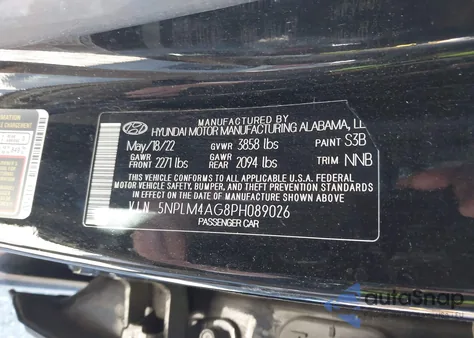 MANUFACTURED BY
HYUNDAI MOTOR MANUFACTURING ALABAMA, LL
May/18/22 GVWR 3858 lbs PAINT S3B
GAWR FRONT 2271 lbs GAWR REAR 2094 lbs TRIM NNB
THIS VEHICLE CONFORMS TO ALL APPLICABLE U.S.A. FEDERAL
MOTOR VEHICLE SAFETY, BUMPER, AND THEFT PREVENTION
STANDARDS IN EFFECT ON THE DATE OF MANUFACTURE SHOWN ABOVE.
V.I.N. 5NPLM4AG8PH089026
PASSENGER CAR
autoSnap